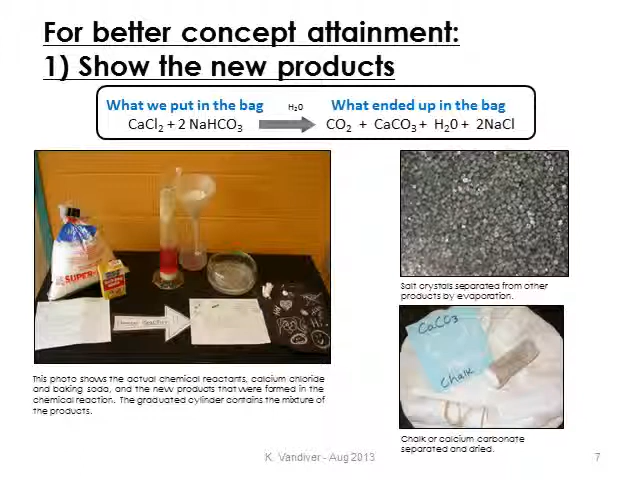 For better concept attainment:
1) Show the new products
What we put in the bag
CaCl₂ + 2 NaHCO₃
H₂0
What ended up in the bag
CO₂ + CaCO₃ + H₂0 + 2NaCl
SUPER
Salt crystals separated from other
products by evaporation.
CaCO₃
Chalk
This photo shows the actual chemical reactants, calcium chloride
and baking soda, and the new products that were formed in the
chemical reaction. The graduated cylinder contains the mixture of
the products.
Chalk or calcium carbonate
separated and dried.
K. Vandiver - Aug 2013
7